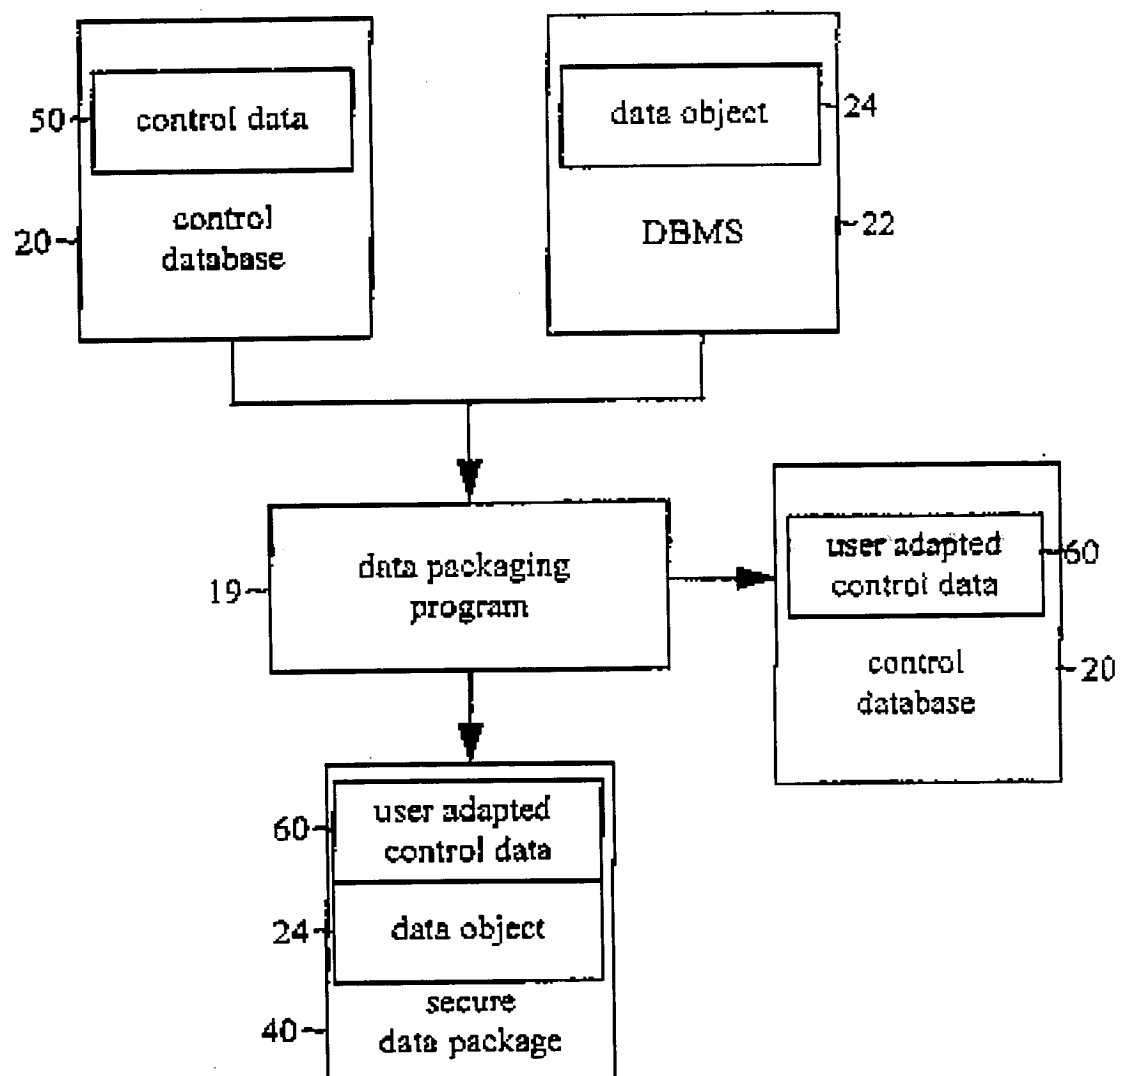 50
control data
20
control
database
data object
24
DBMS
22
19
data packaging
program
user adapted
control data
60
control
database
20
60
user adapted
control data
24
data object
40
secure
data package